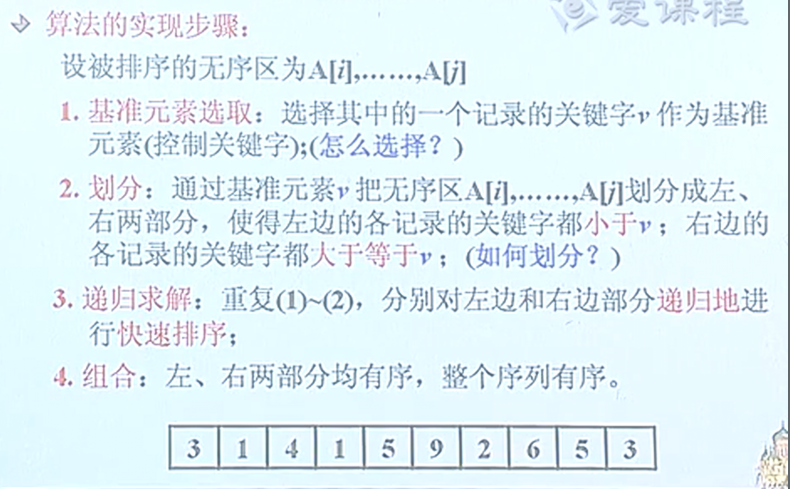 爱课程
算法的实现步骤：
设被排序的无序区为A[i],……,A[j]
1. 基准元素选取：选择其中的一个记录的关键字v 作为基准
元素(控制关键字);(怎么选择？)
2. 划分：通过基准元素v 把无序区A[i],……,A[j]划分成左、
右两部分，使得左边的各记录的关键字都小于v；右边的
各记录的关键字都大于等于v；(如何划分？)
3. 递归求解：重复(1)~(2)，分别对左边和右边部分递归地进
行快速排序；
4. 组合：左、右两部分均有序，整个序列有序。
3 1 4 1 5 9 2 6 5 3